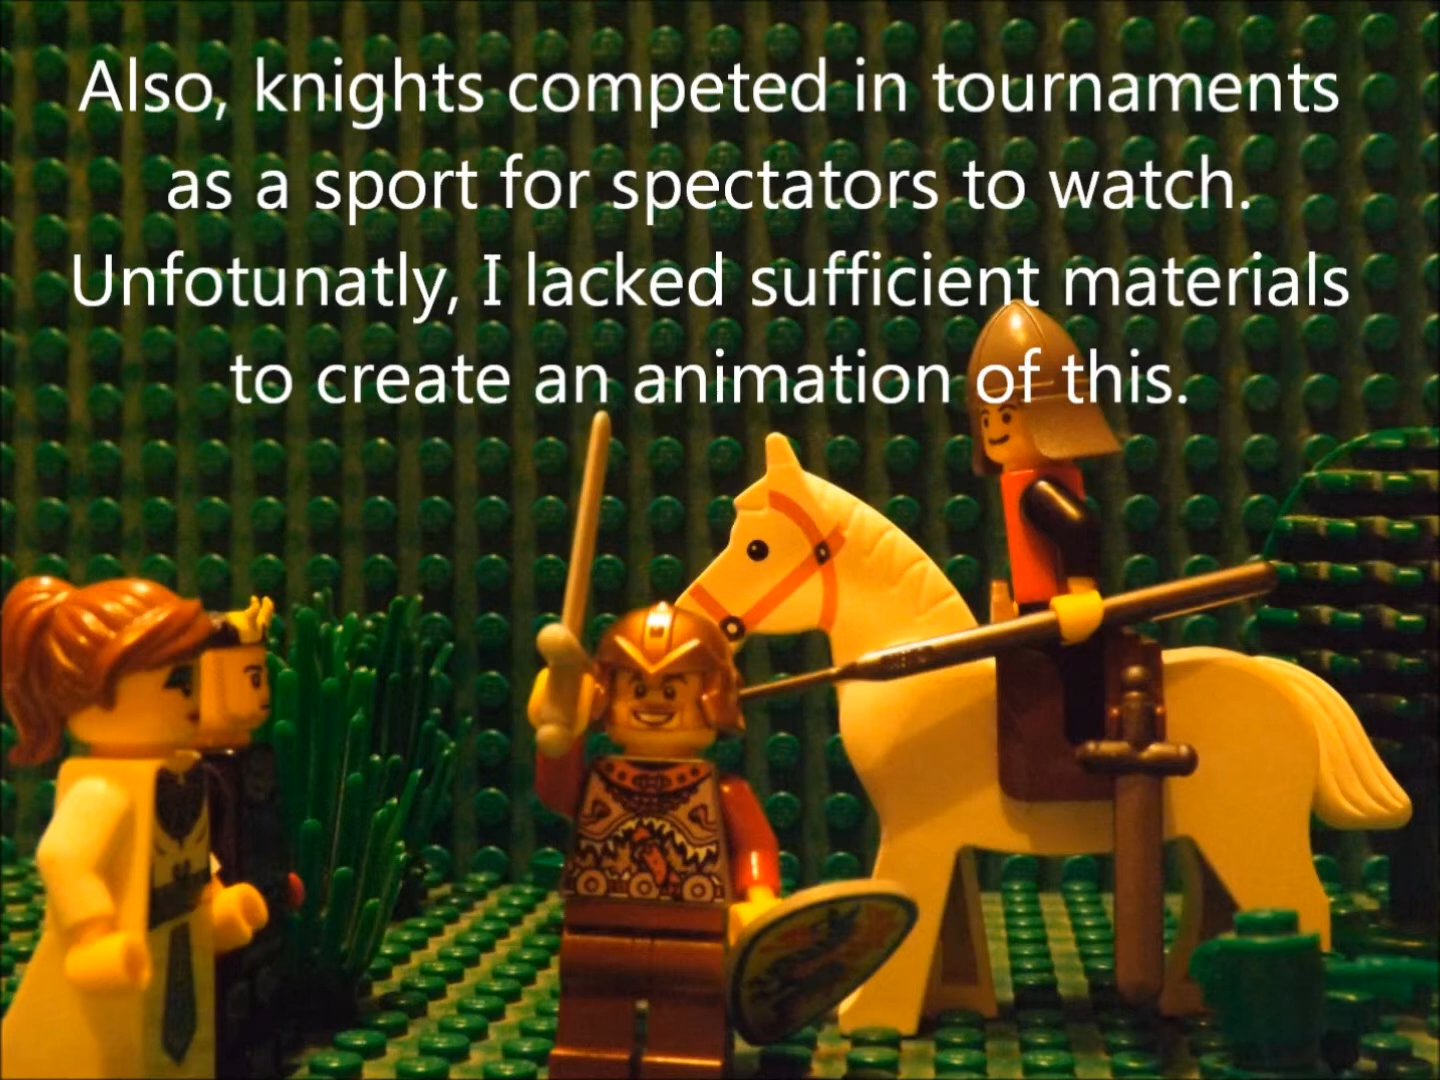 Also, knights competed in tournaments
as a sport for spectators to watch.
Unfotunatly, I lacked sufficient materials
to create an animation of this.